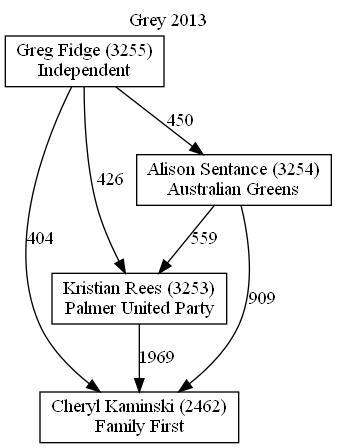 Grey 2013
Greg Fidge (3255)
Independent
450
Alison Sentance (3254)
Australian Greens
426
404
559
909
Kristian Rees (3253)
Palmer United Party
1969
Cheryl Kaminski (2462)
Family First